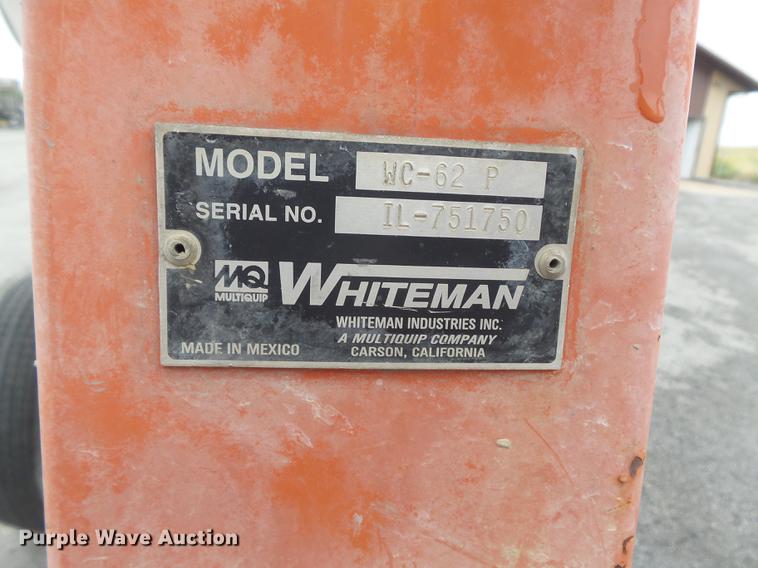 MODEL WC-62 P
SERIAL NO. IL-751750
MQ WHITEMAN
MULTIQUIP
WHITEMAN INDUSTRIES INC.
A MULTIQUIP COMPANY
MADE IN MEXICO CARSON, CALIFORNIA
Purple Wave Auction